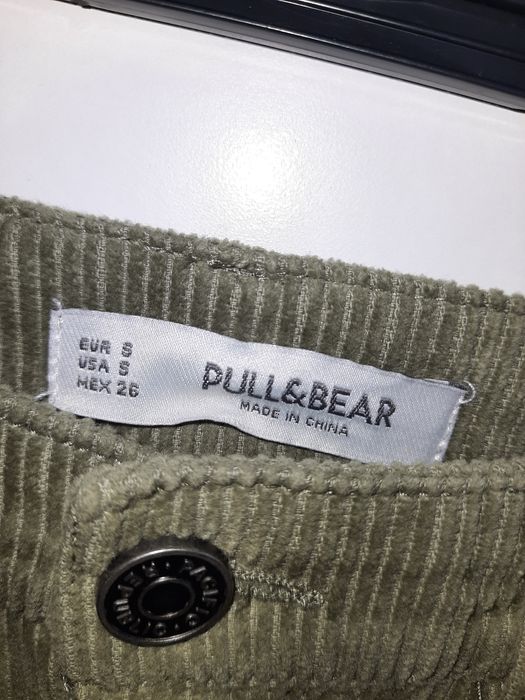 EUR S
USA S
MEX 26
PULL&BEAR
MADE IN CHINA